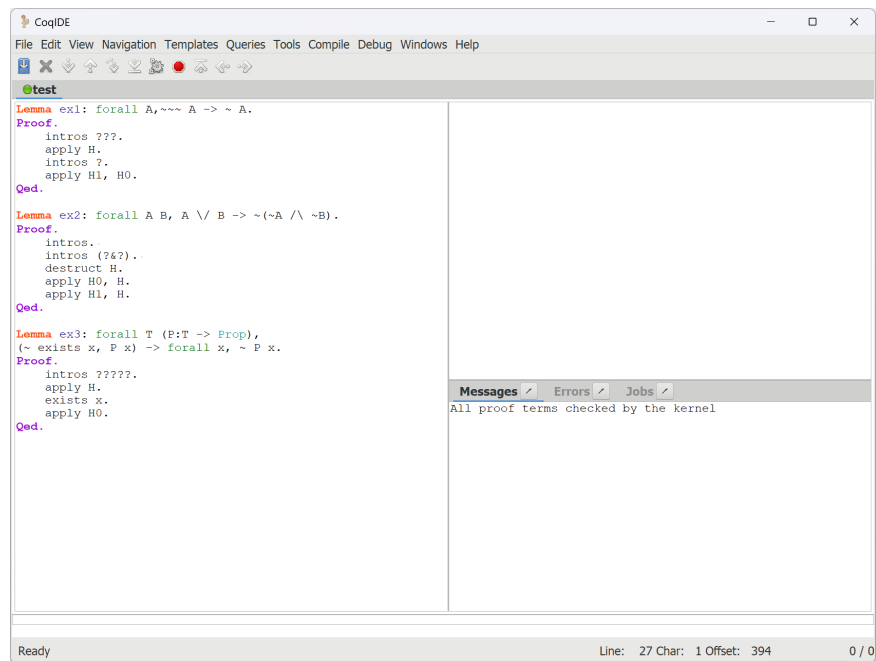 CoqIDE
File Edit View Navigation Templates Queries Tools Compile Debug Windows Help
test
Lemma ex1: forall A,~~~ A -> ~ A.
Proof.
intros ???.
apply H.
intros ?.
apply H1, H0.
Qed.
Lemma ex2: forall A B, A \/ B -> ~(~A /\ ~B).
Proof.
intros.
intros (?&?).
destruct H.
apply H0, H.
apply H1, H.
Qed.
Lemma ex3: forall T (P:T -> Prop),
(~ exists x, P x) -> forall x, ~ P x.
Proof.
intros ?????.
apply H.
exists x.
apply H0.
Qed.
Messages Errors Jobs
All proof terms checked by the kernel
Ready Line: 27 Char: 1 Offset: 394 0 / 0